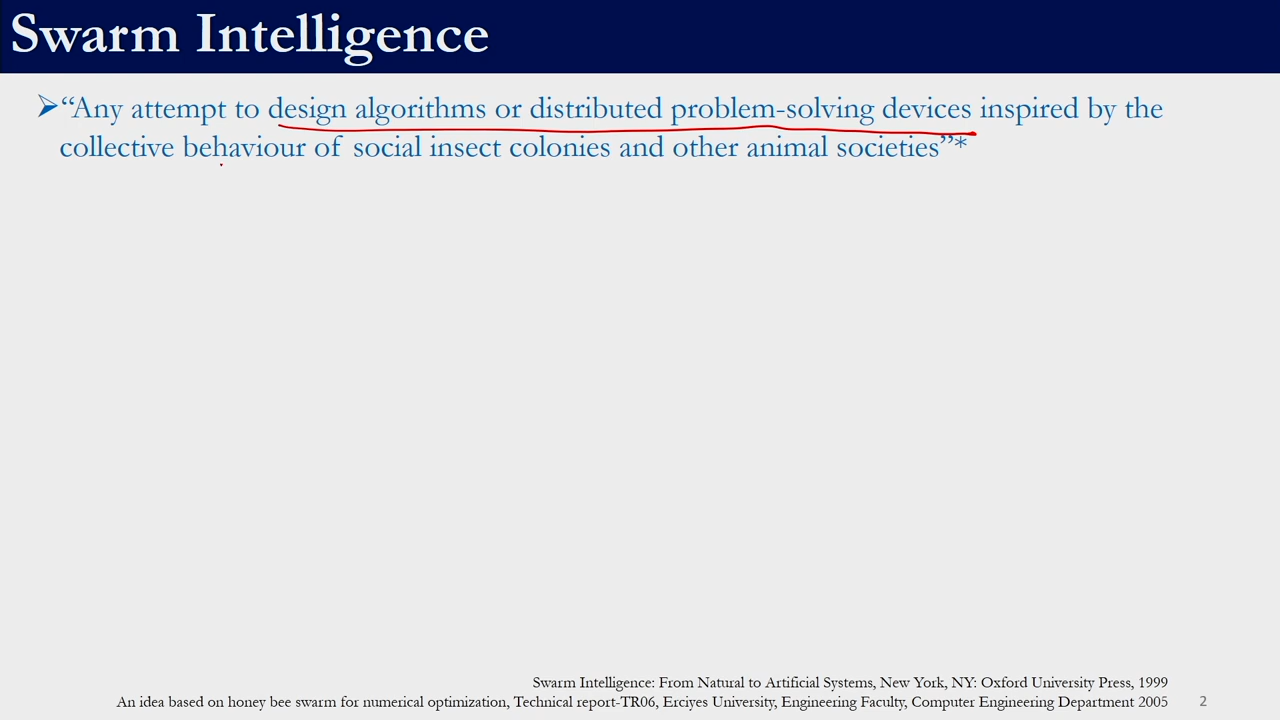 Swarm Intelligence
➢“Any attempt to design algorithms or distributed problem-solving devices inspired by the
collective behaviour of social insect colonies and other animal societies”*
Swarm Intelligence: From Natural to Artificial Systems, New York, NY: Oxford University Press, 1999
An idea based on honey bee swarm for numerical optimization, Technical report-TR06, Erciyes University, Engineering Faculty, Computer Engineering Department 2005
2